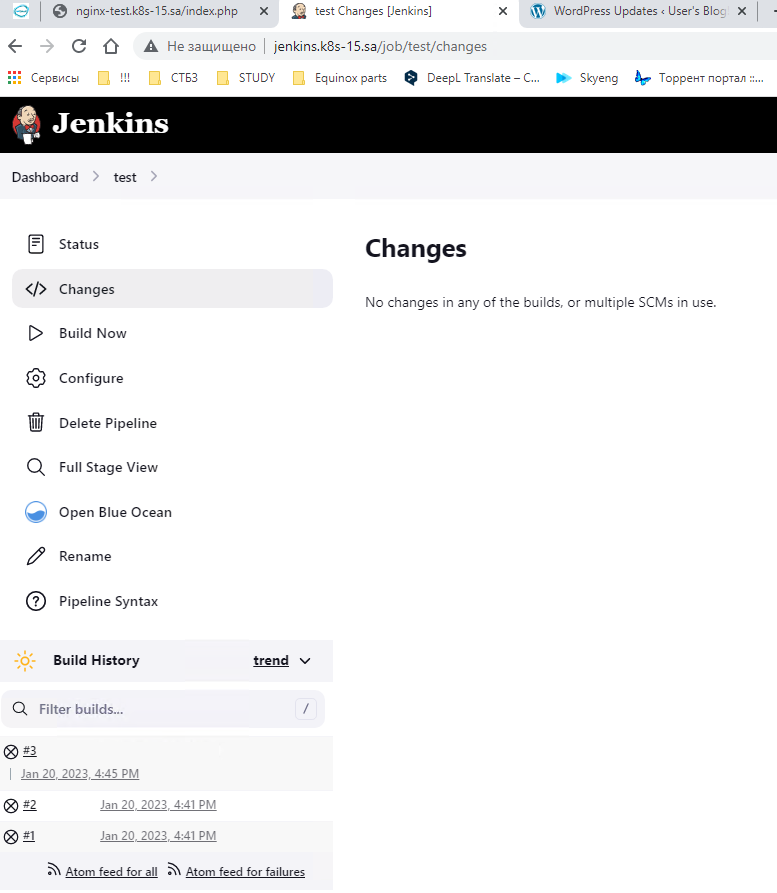 nginx-test.k8s-15.sa/index.php
test Changes [Jenkins]
WordPress Updates ‹ User's Blog
Не защищено
jenkins.k8s-15.sa/job/test/changes
Сервисы
!!!
СТБЗ
STUDY
Equinox parts
DeepL Translate – C...
Skyeng
Торрент портал ::...
Jenkins
Dashboard
test
Status
Changes
Build Now
Configure
Delete Pipeline
Full Stage View
Open Blue Ocean
Rename
Pipeline Syntax
Changes
No changes in any of the builds, or multiple SCMs in use.
Build History
trend
Filter builds...
/
#3
Jan 20, 2023, 4:45 PM
#2 Jan 20, 2023, 4:41 PM
#1 Jan 20, 2023, 4:41 PM
Atom feed for all
Atom feed for failures